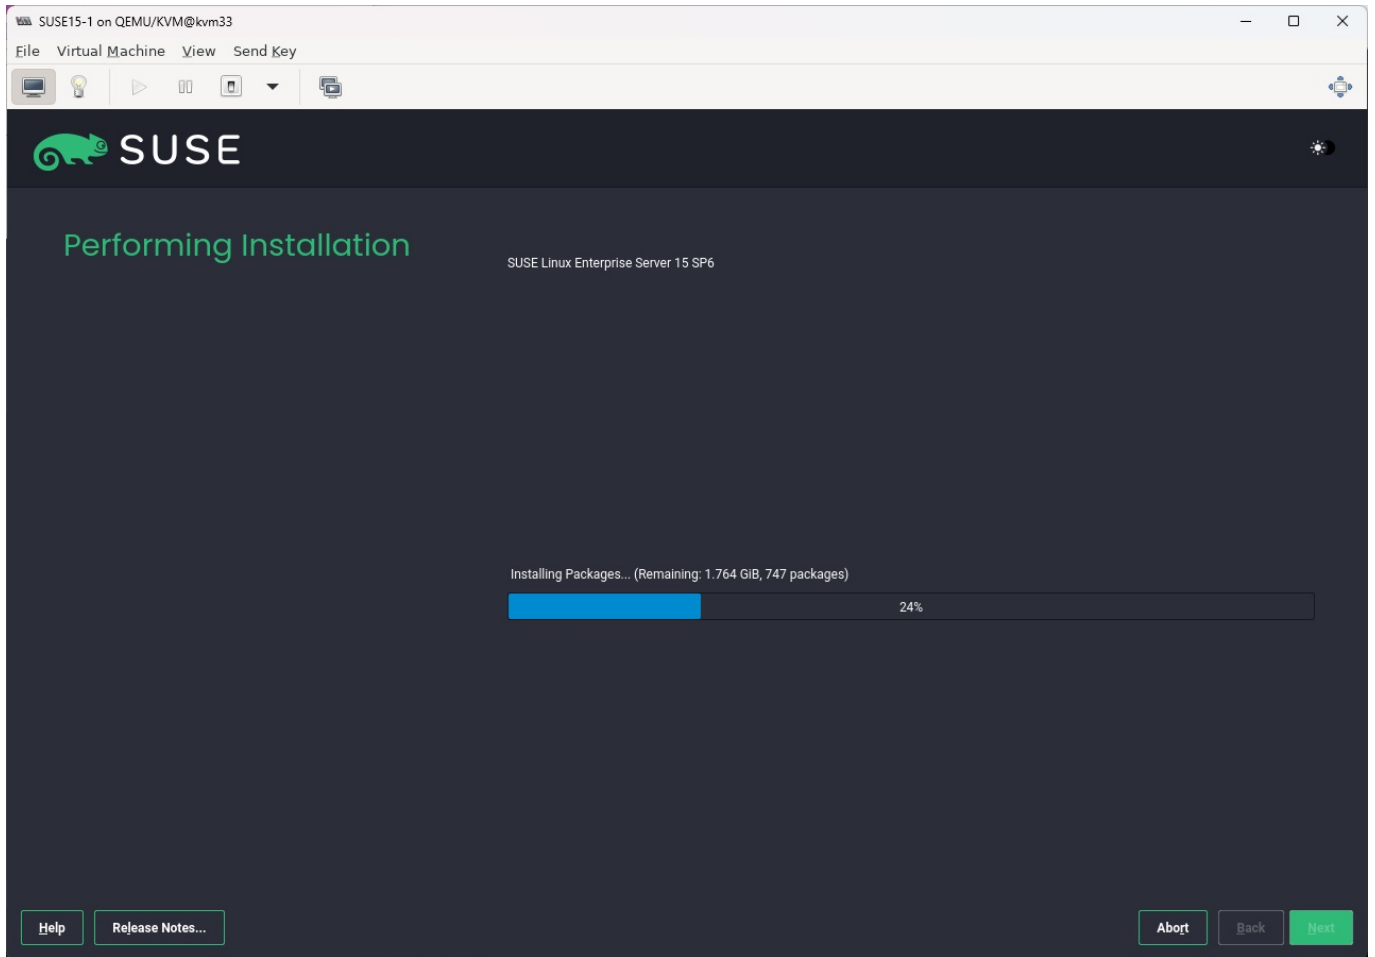 SUSE15-1 on QEMU/KVM@kvm33
File Virtual Machine View Send Key
SUSE
Performing Installation
SUSE Linux Enterprise Server 15 SP6
Installing Packages... (Remaining: 1.764 GiB, 747 packages)
24%
Help Release Notes... Abort Back Next